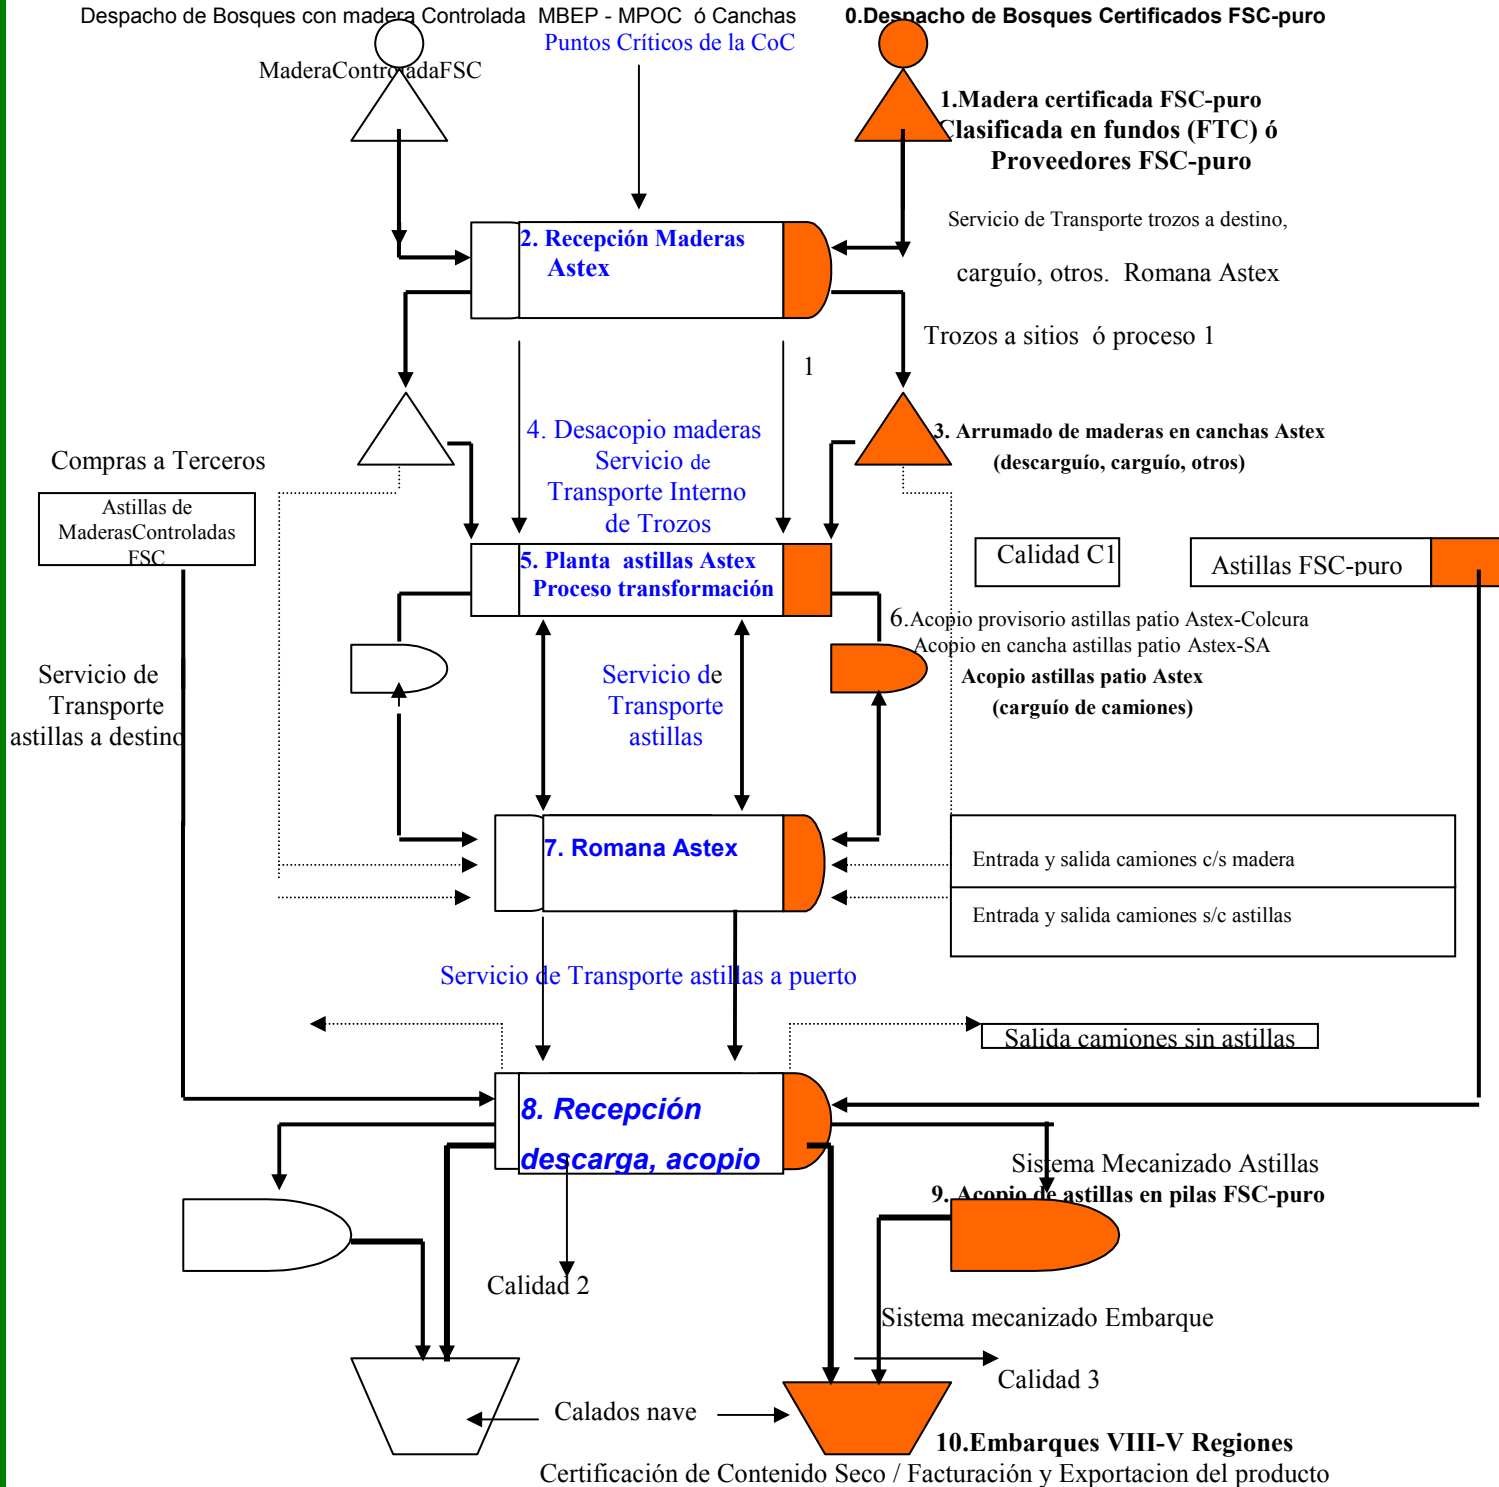 Despacho de Bosques con madera Controlada MBEP - MPOC ó Canchas
0.Despacho de Bosques Certificados FSC-puro
Puntos Críticos de la CoC
MaderaControladaFSC
1.Madera certificada FSC-puro
Clasificada en fundos (FTC) ó
Proveedores FSC-puro
Servicio de Transporte trozos a destino,
carguío, otros. Romana Astex
2. Recepción Maderas
Astex
Trozos a sitios ó proceso 1
1
3. Arrumado de maderas en canchas Astex
(descarguío, carguío, otros)
4. Desacopio maderas
Servicio de
Transporte Interno
de Trozos
Compras a Terceros
Astillas de
MaderasControladas
FSC
5. Planta astillas Astex
Proceso transformación
Calidad C1
Astillas FSC-puro
6.Acopio provisorio astillas patio Astex-Colcura
Acopio en cancha astillas patio Astex-SA
Acopio astillas patio Astex
(carguío de camiones)
Servicio de
Transporte
astillas a destino
Servicio de
Transporte
astillas
7. Romana Astex
Entrada y salida camiones c/s madera
Entrada y salida camiones s/c astillas
Servicio de Transporte astillas a puerto
Salida camiones sin astillas
8. Recepción
descarga, acopio
Sistema Mecanizado Astillas
9. Acopio de astillas en pilas FSC-puro
Calidad 2
Sistema mecanizado Embarque
Calidad 3
Calados nave
10.Embarques VIII-V Regiones
Certificación de Contenido Seco / Facturación y Exportacion del producto